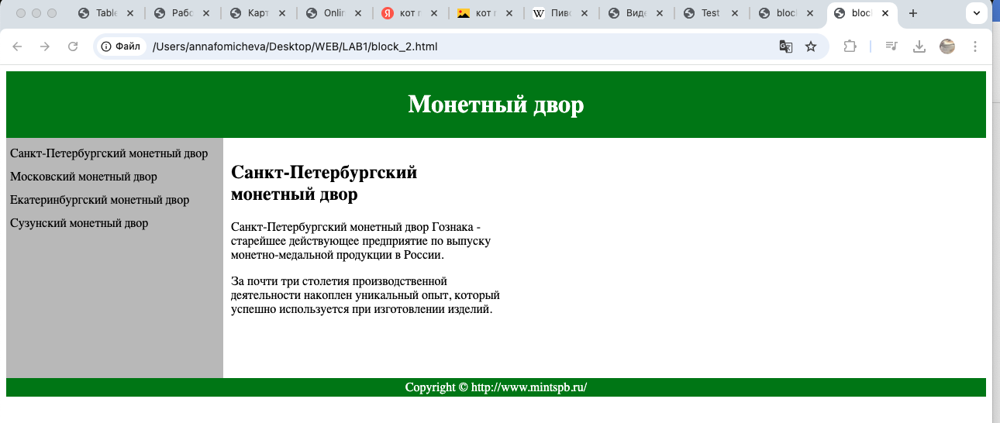 Table
Рабс
Карт
Onlin
Я
кот г
кот г
W
Пивс
Виде
Test
block
block
Файл
/Users/annafomicheva/Desktop/WEB/LAB1/block_2.html
Монетный двор
Санкт-Петербургский монетный двор
Московский монетный двор
Екатеринбургский монетный двор
Сузунский монетный двор
Санкт-Петербургский
монетный двор
Санкт-Петербургский монетный двор Гознака -
старейшее действующее предприятие по выпуску
монетно-медальной продукции в России.
За почти три столетия производственной
деятельности накоплен уникальный опыт, который
успешно используется при изготовлении изделий.
Copyright © http://www.mintspb.ru/